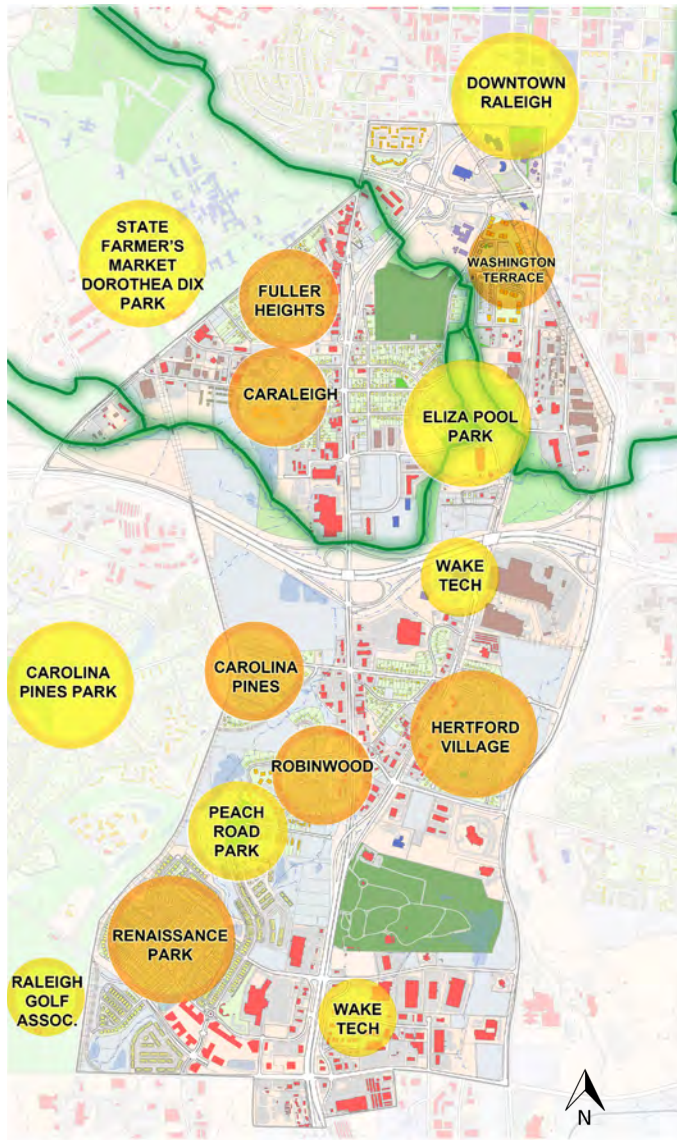 DOWNTOWN
RALEIGH
STATE
FARMER'S
MARKET
DOROTHEA DIX
PARK
WASHINGTON
TERRACE
FULLER
HEIGHTS
CARALEIGH
ELIZA POOL
PARK
WAKE
TECH
CAROLINA
PINES PARK
CAROLINA
PINES
HERTFORD
VILLAGE
ROBINWOOD
PEACH
ROAD
PARK
RENAISSANCE
PARK
RALEIGH
GOLF
ASSOC.
WAKE
TECH
N